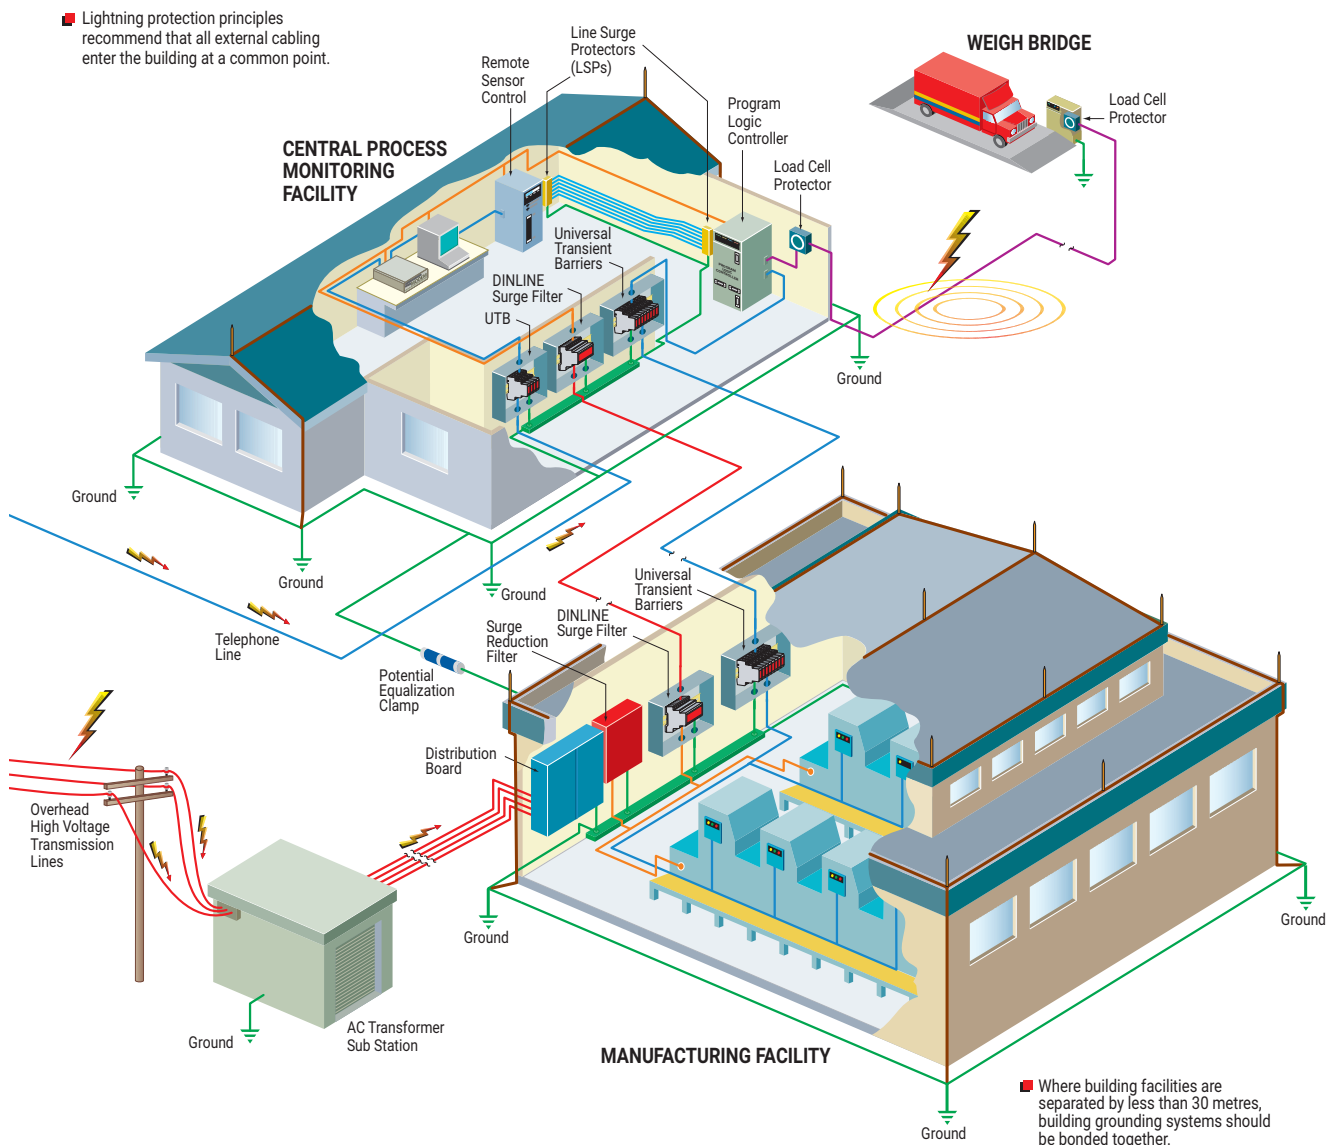 Lightning protection principles
recommend that all external cabling
enter the building at a common point.
Line Surge
Protectors
(LSPs)
Remote
Sensor
Control
Program
Logic
Controller
WEIGH BRIDGE
Load Cell
Protector
CENTRAL PROCESS
MONITORING
FACILITY
Load Cell
Protector
Universal
Transient
Barriers
DINLINE
Surge Filter
UTB
PROGRAM
LOGIC
CONTROLLER
Ground
Ground
Ground
Ground
Telephone
Line
Potential
Equalization
Clamp
Surge
Reduction
Filter
DINLINE
Surge Filter
Universal
Transient
Barriers
Distribution
Board
Overhead
High Voltage
Transmission
Lines
Ground
Ground
Ground
AC Transformer
Sub Station
MANUFACTURING FACILITY
Ground
Where building facilities are
separated by less than 30 metres,
building grounding systems should
be bonded together.